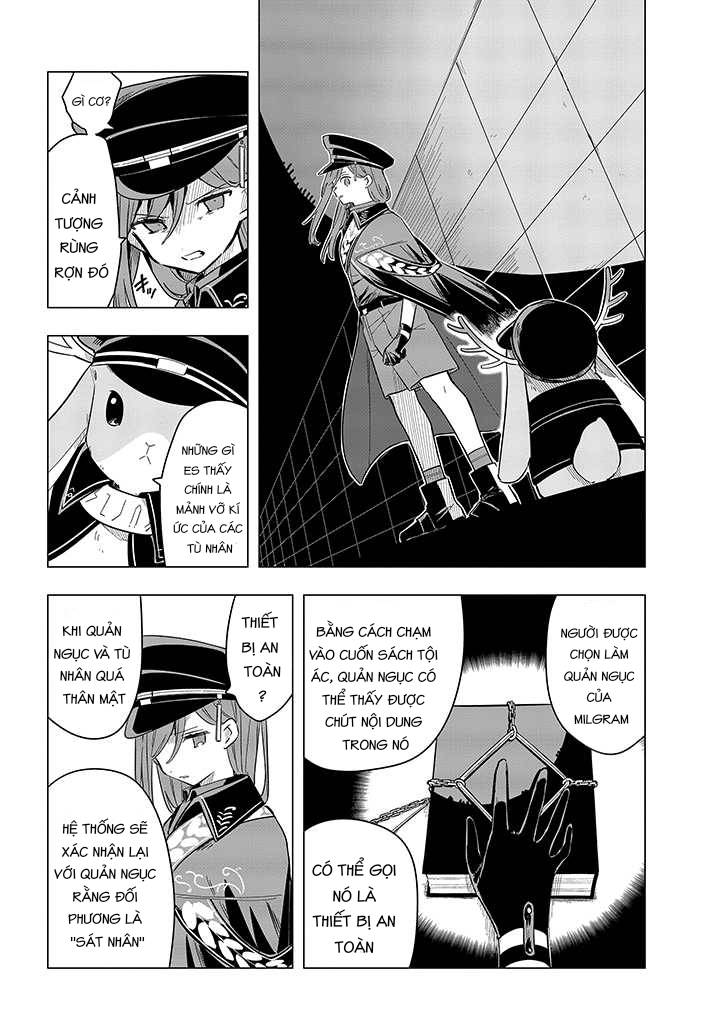 GÌ CƠ?
CẢNH
TƯỢNG
RÙNG
RỢN ĐÓ
NHỮNG GÌ
ES THẤY
CHÍNH LÀ
MẢNH VỠ KÍ
ỨC CỦA CÁC
TÙ NHÂN
NGƯỜI ĐƯỢC
CHỌN LÀM
QUẢN NGỤC
CỦA
MILGRAM
BẰNG CÁCH CHẠM
VÀO CUỐN SÁCH TỘI
ÁC, QUẢN NGỤC CÓ
THỂ THẤY ĐƯỢC
CHÚT NỘI DUNG
TRONG NÓ
CÓ THỂ GỌI
NÓ LÀ
THIẾT BỊ AN
TOÀN
THIẾT
BỊ AN
TOÀN
?
KHI QUẢN
NGỤC VÀ TÙ
NHÂN QUÁ
THÂN MẬT
HỆ THỐNG SẼ
XÁC NHẬN LẠI
VỚI QUẢN NGỤC
RẰNG ĐỐI
PHƯƠNG LÀ
"SÁT NHÂN"